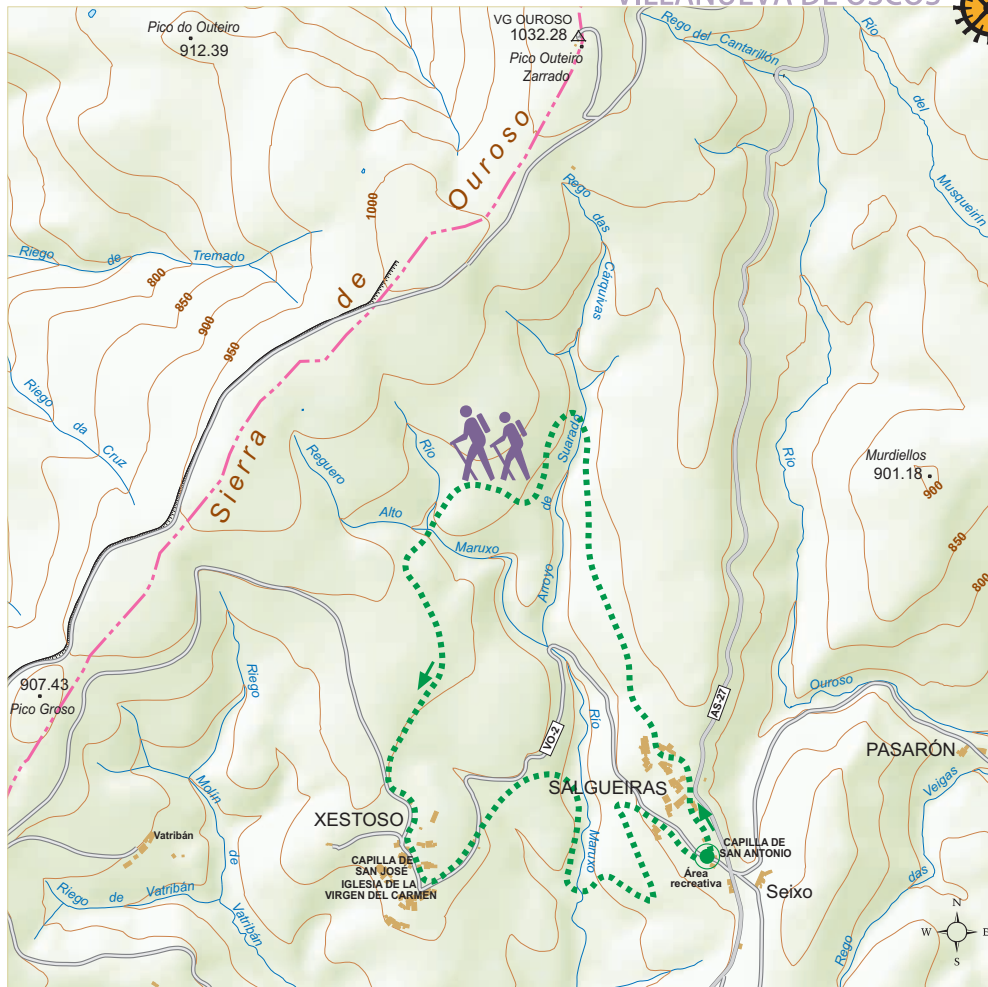 VILLANUEVA DE OSCOS
Pico do Outeiro
912.39
VG OUROSO
1032.28
Pico Outeiro
Zarrado
Rego del Cantarillón
Río
del
Musqueirín
Sierra de Ouroso
1000
Rego das Cárquivas
Riego de Tremado
800
850
900
950
Riego da Cruz
Río
Reguero
Alto
Maruxo
Arroyo de Suarado
Río
Murdiellos
901.18
900
850
800
907.43
Pico Groso
Riego
Molín
de
Vatribán
Ouroso
AS-27
VO-2
Río
Maruxo
PASARÓN
SALGUEIRAS
XESTOSO
Vatribán
CAPILLA DE
SAN JOSÉ
IGLESIA DE LA
VIRGEN DEL CARMEN
CAPILLA DE
SAN ANTONIO
Área
recreativa
Seixo
Riego de Vatribán
Rego das Veigas
N
W E
S